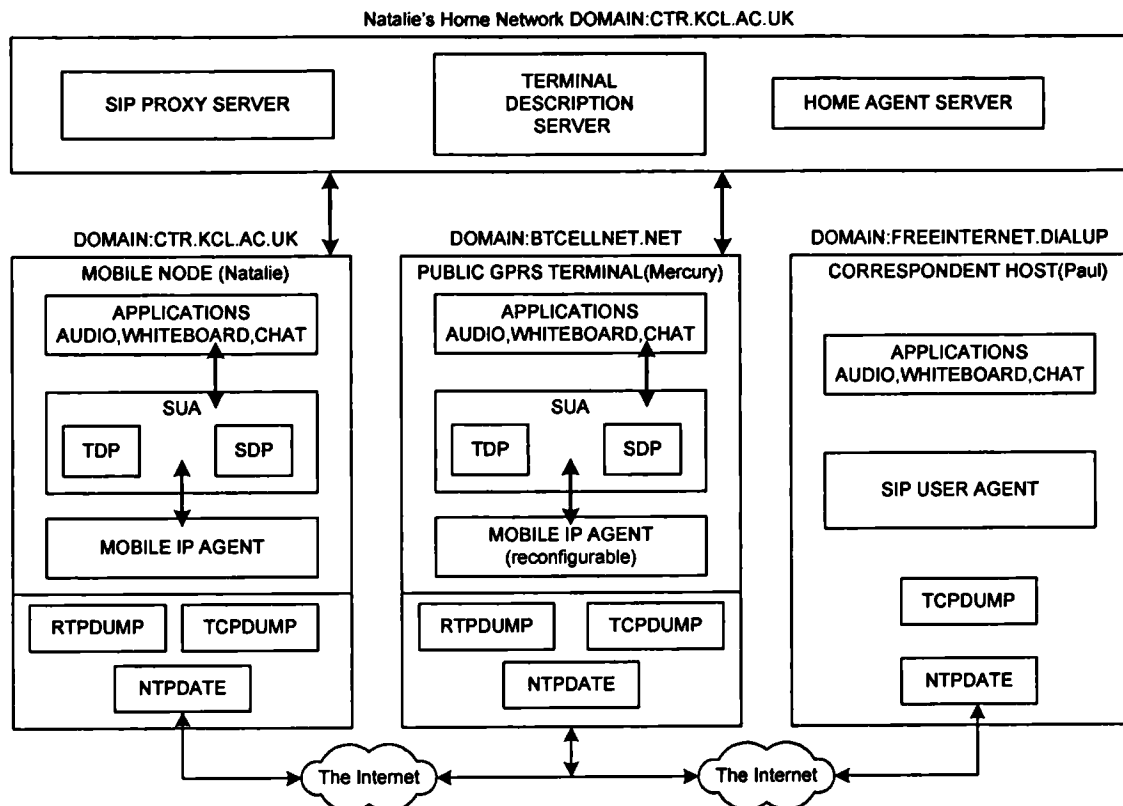 Natalie's Home Network DOMAIN:CTR.KCL.AC.UK
SIP PROXY SERVER
TERMINAL
DESCRIPTION
SERVER
HOME AGENT SERVER
DOMAIN:CTR.KCL.AC.UK
MOBILE NODE (Natalie)
APPLICATIONS
AUDIO,WHITEBOARD,CHAT
SUA
TDP
SDP
MOBILE IP AGENT
RTPDUMP
TCPDUMP
NTPDATE
DOMAIN:BTCELLNET.NET
PUBLIC GPRS TERMINAL(Mercury)
APPLICATIONS
AUDIO,WHITEBOARD,CHAT
SUA
TDP
SDP
MOBILE IP AGENT
(reconfigurable)
RTPDUMP
TCPDUMP
NTPDATE
DOMAIN:FREEINTERNET.DIALUP
CORRESPONDENT HOST(Paul)
APPLICATIONS
AUDIO,WHITEBOARD,CHAT
SIP USER AGENT
TCPDUMP
NTPDATE
The Internet
The Internet